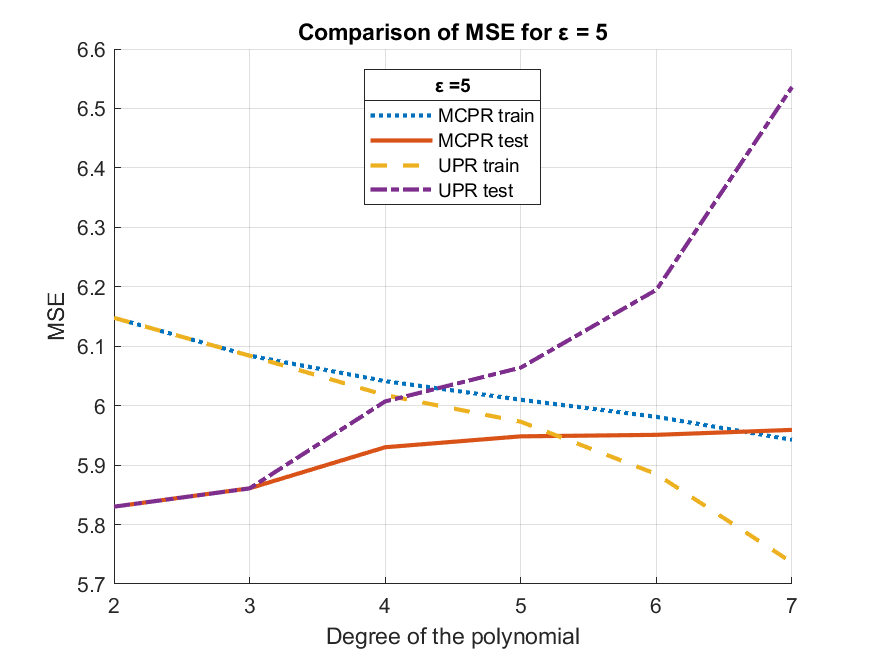 Comparison of MSE for ε = 5
6.6
6.5
6.4
6.3
6.2
6.1
6
5.9
5.8
5.7
MSE
ε =5
MCPR train
MCPR test
UPR train
UPR test
2 3 4 5 6 7
Degree of the polynomial